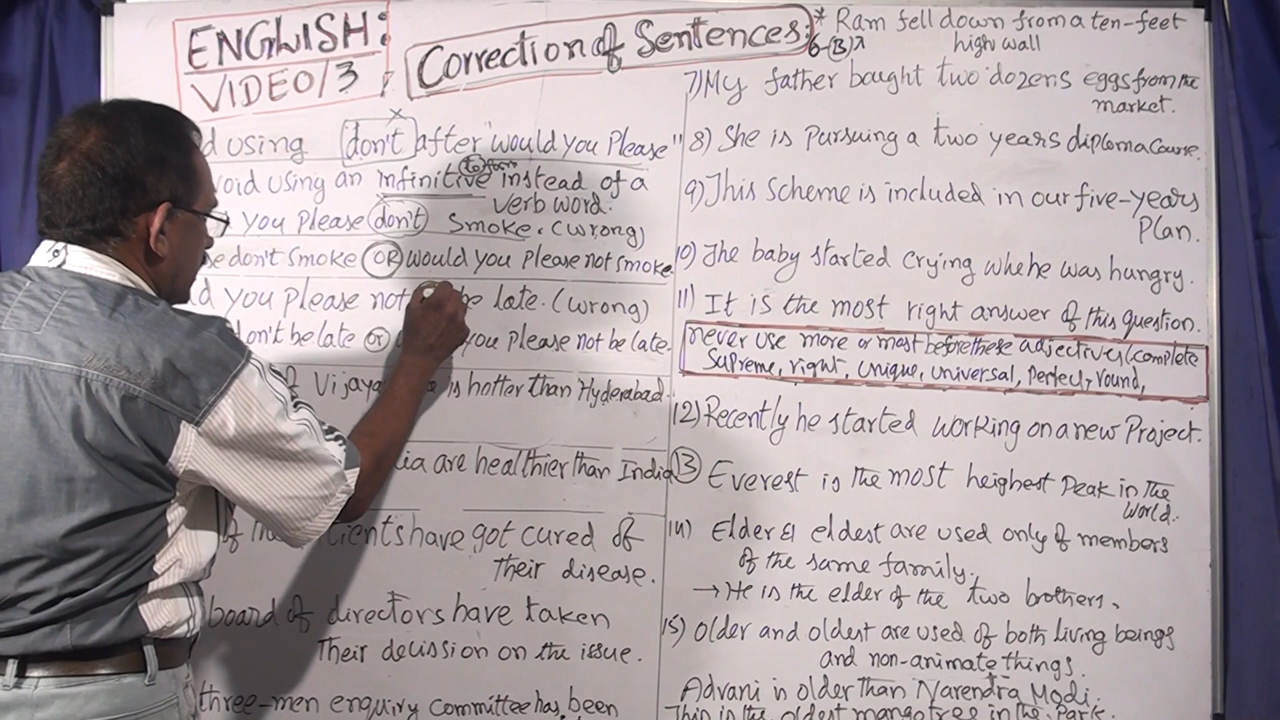 ENGLISH:
VIDEO/3
Correction of Sentences:
d using don't after "would you Please"
void using an infinitive instead of a
verb word.
you Please don't smoke. (wrong)
se don't smoke OR would you please not smoke.
d you please not be late. (wrong)
don't be late or you please not be late.
is hotter than Hyderabad.
ia are healthier than India
have got cured of
their disease.
board of directors have taken
Their decission on the issue.
three-men enquiry committee has been
* Ram fell down from a ten-feet
high wall
7) My father bought two dozens eggs from the
market.
8) She is pursuing a two years diploma course.
9) This Scheme is included in our five-years
Plan.
10) The baby started crying whe he was hungry.
11) It is the most right answer of this question.
never use more or most before these adjectives (complete
Supreme, right, unique, universal, perfect, round,
12) Recently he started working on a new Project.
13 Everest is the most heighest peak in the
world.
14) Elder & eldest are used only of members
of the same family.
→ He is the elder of the two brothers.
15) older and oldest are used of both living beings
and non-animate things.
Advani is older than Narendra Modi.
This is the oldest mango tree in the Park.